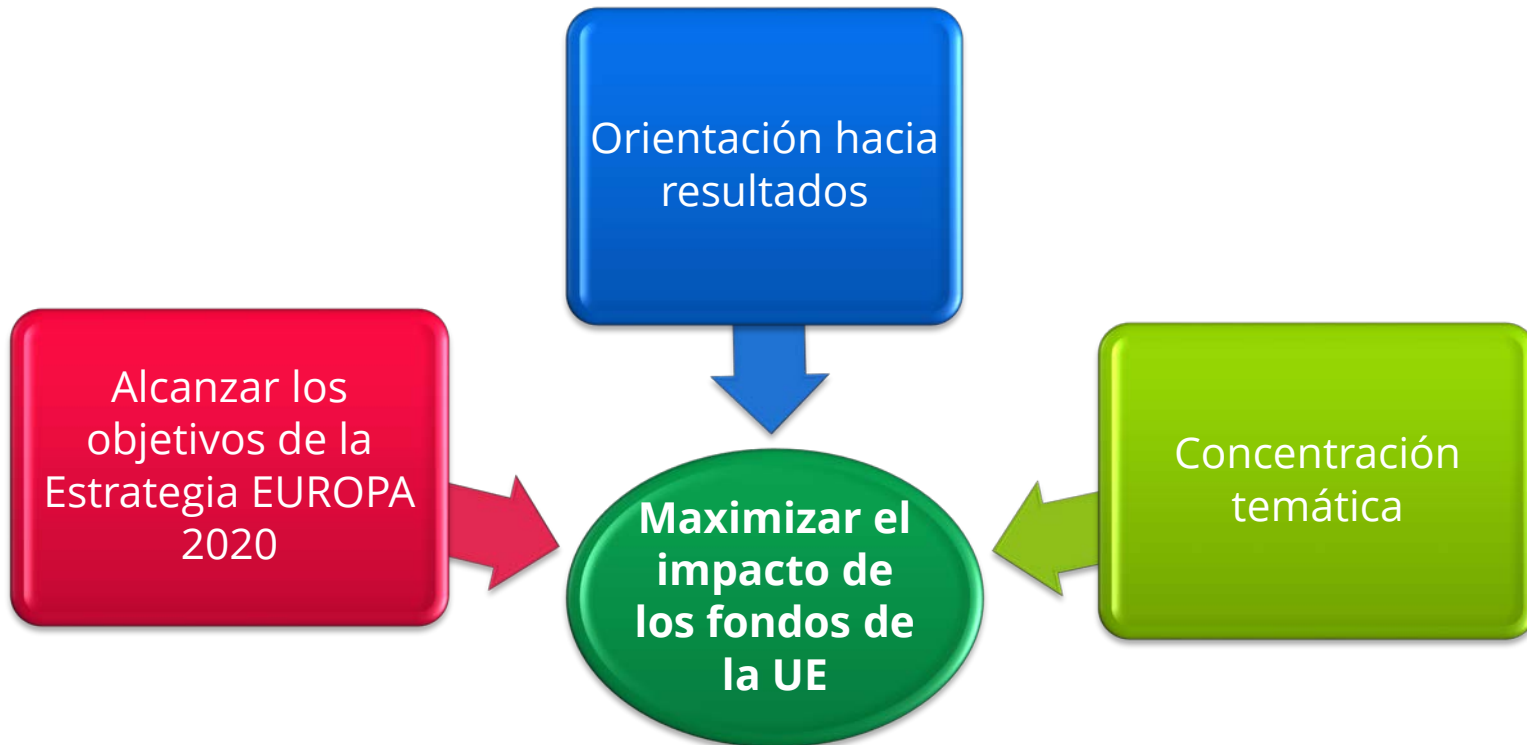 Orientación hacia
resultados
Alcanzar los
objetivos de la
Estrategia EUROPA
2020
Concentración
temática
Maximizar el
impacto de
los fondos de
la UE